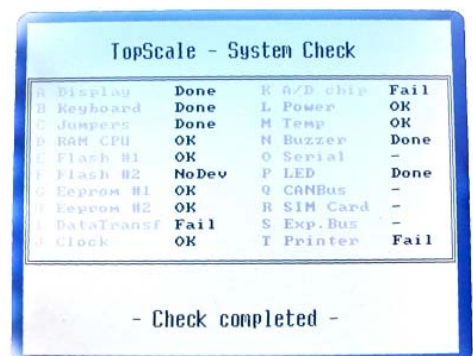 TopScale - System Check
A Display Done K A/D chip Fail
B Keyboard Done L Power OK
C Jumpers Done M Temp OK
D RAM CPU OK N Buzzer Done
E Flash #1 OK O Serial -
F Flash #2 NoDev P LED Done
G Eeprom #1 OK Q CANBus -
H Eeprom #2 OK R SIM Card -
I DataTransf Fail S Exp.Bus -
J Clock OK T Printer Fail
- Check completed -